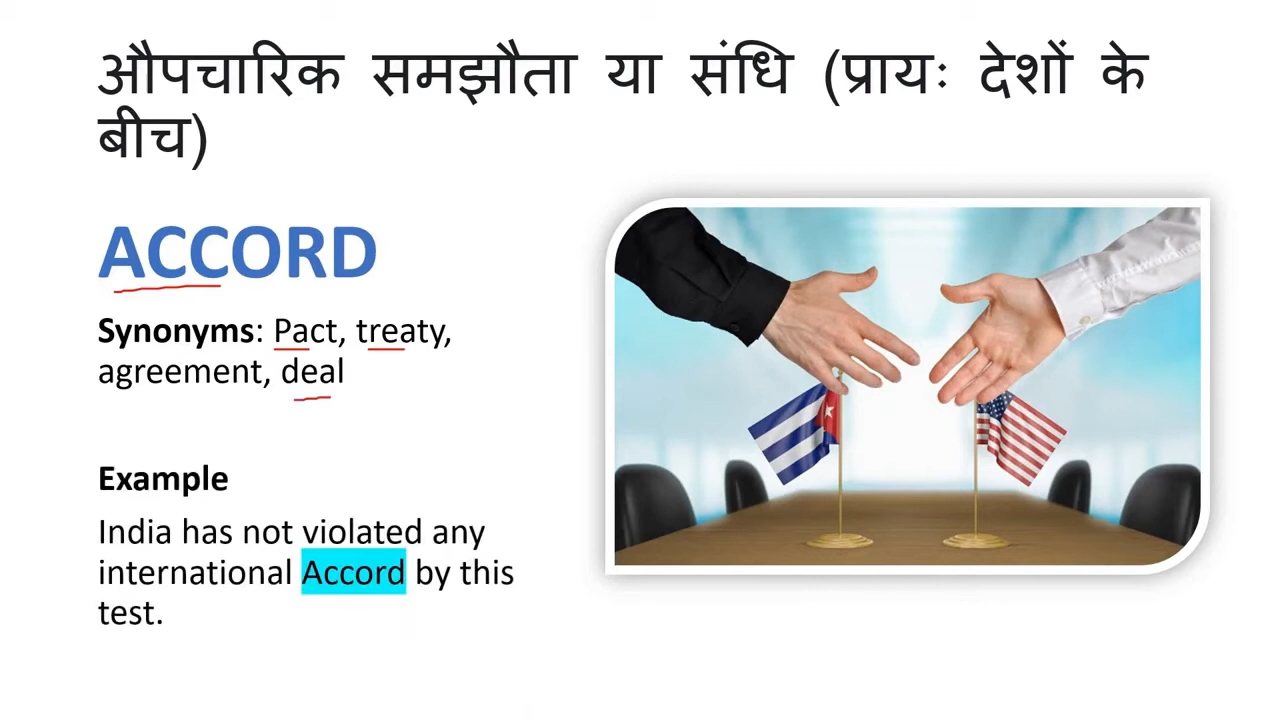 औपचारिक समझौता या संधि (प्रायः देशों के
बीच)
ACCORD
Synonyms: Pact, treaty,
agreement, deal
Example
India has not violated any
international Accord by this
test.